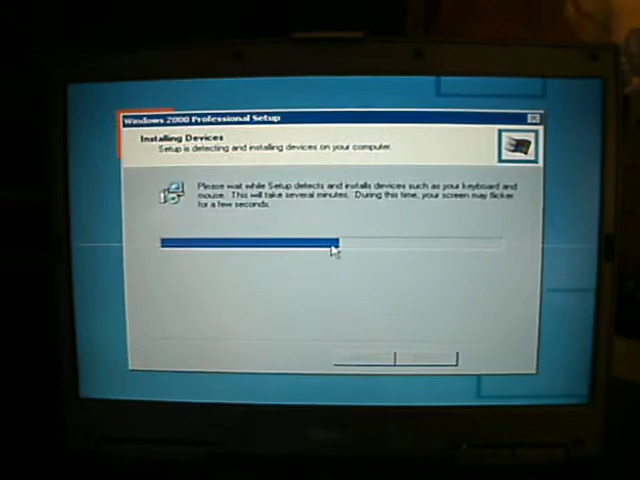 Windows 2000 Professional Setup
Installing Devices
Setup is detecting and installing devices on your computer.
Please wait while Setup detects and installs devices such as your keyboard and
mouse. This will take several minutes. During this time, your screen may flicker
for a few seconds.